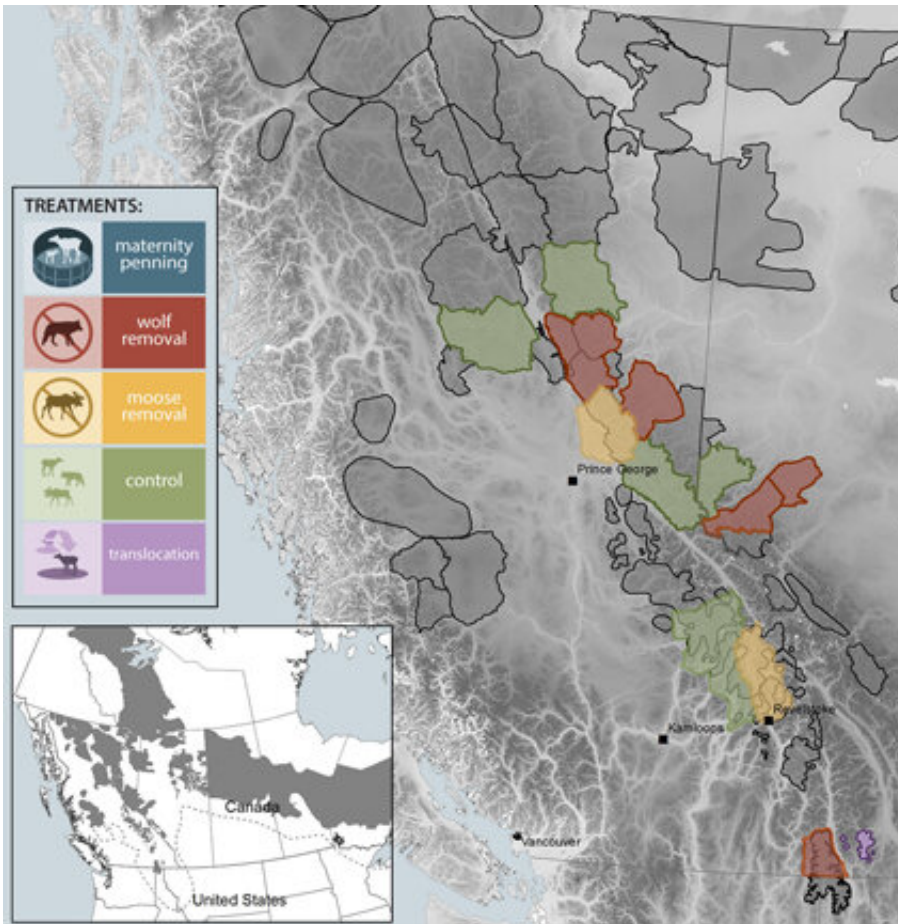 TREATMENTS:
maternity
penning
wolf
removal
moose
removal
control
translocation
Prince George
Revelstoke
Kamloops
Vancouver
Canada
United States